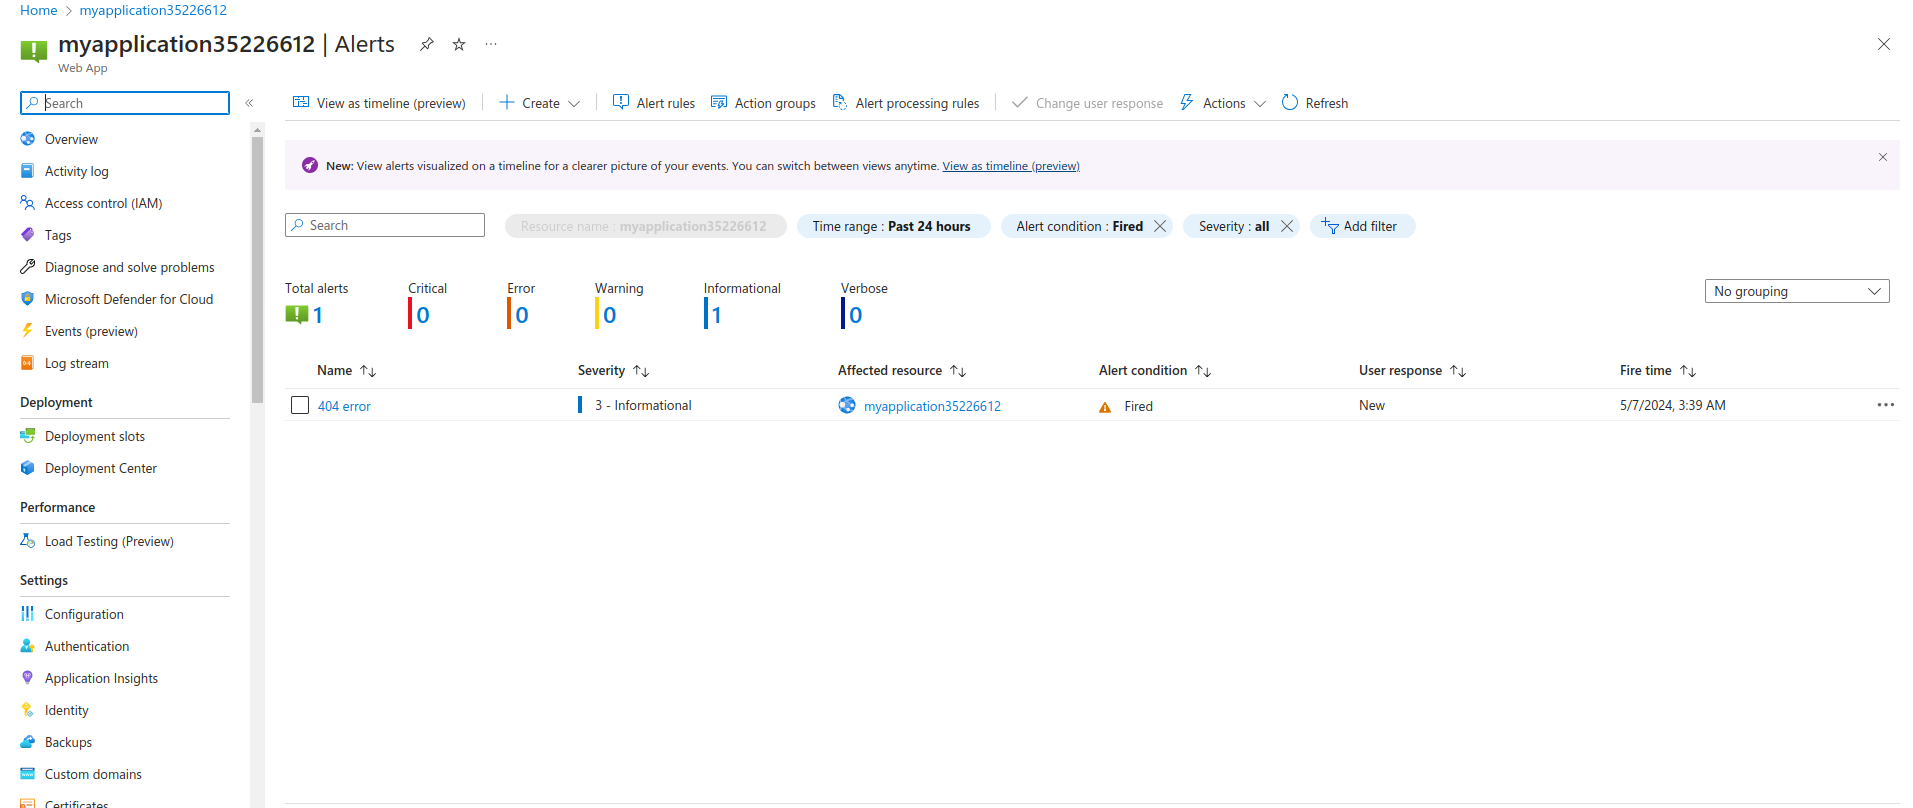 Home > myapplication35226612
myapplication35226612 | Alerts
Web App
Search
Overview
Activity log
Access control (IAM)
Tags
Diagnose and solve problems
Microsoft Defender for Cloud
Events (preview)
Log stream
Deployment
Deployment slots
Deployment Center
Performance
Load Testing (Preview)
Settings
Configuration
Authentication
Application Insights
Identity
Backups
Custom domains
Certificates
View as timeline (preview) Create Alert rules Action groups Alert processing rules Change user response Actions Refresh
New: View alerts visualized on a timeline for a clearer picture of your events. You can switch between views anytime. View as timeline (preview)
Search Resource name : myapplication35226612 Time range : Past 24 hours Alert condition : Fired Severity : all Add filter
Total alerts Critical Error Warning Informational Verbose
1 0 0 0 1 0
No grouping
Name Severity Affected resource Alert condition User response Fire time
404 error 3 - Informational myapplication35226612 Fired New 5/7/2024, 3:39 AM